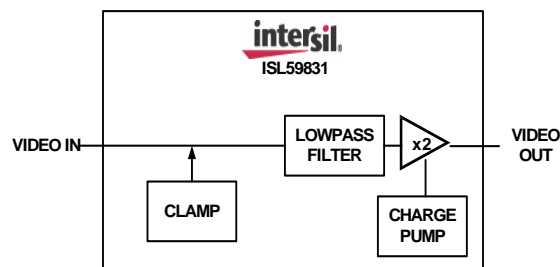 intersil®
ISL59831
VIDEO IN
LOWPASS
FILTER
x2
VIDEO
OUT
CLAMP
CHARGE
PUMP